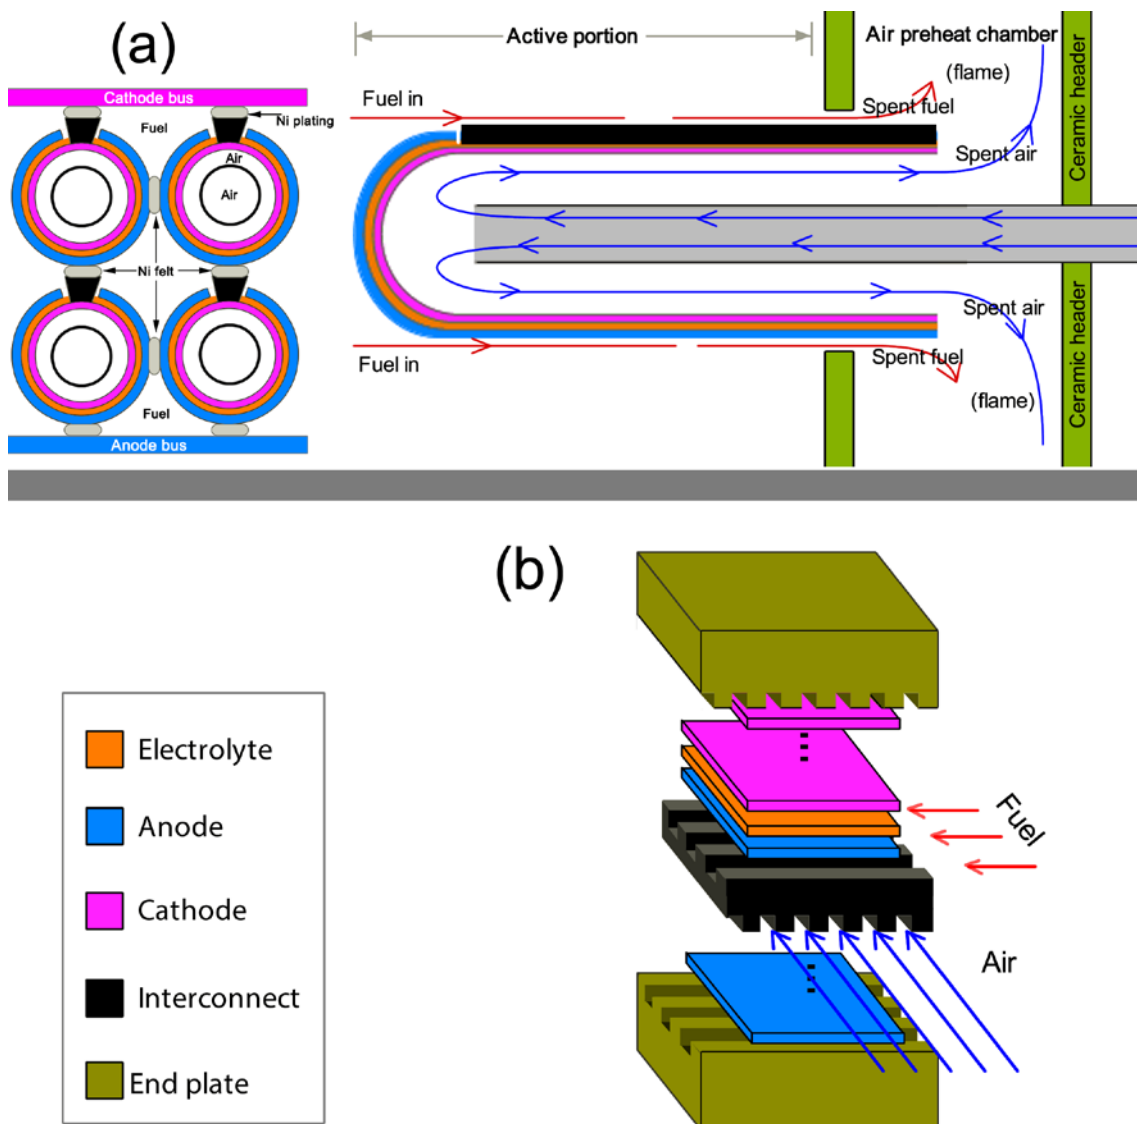 (a)
Cathode bus
Fuel
Ni plating
Air
Air
Ni felt
Fuel
Anode bus
Active portion
Air preheat chamber
(flame)
Fuel in
Spent fuel
Spent air
Ceramic header
Spent air
Fuel in
Spent fuel
(flame)
Ceramic header
(b)
Electrolyte
Anode
Cathode
Interconnect
End plate
Fuel
Air